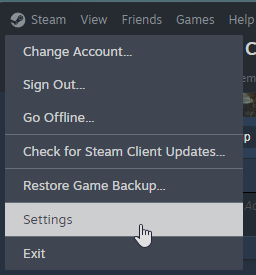 Steam View Friends Games Help
Change Account...
Sign Out...
Go Offline...
Check for Steam Client Updates...
Restore Game Backup...
Settings
Exit